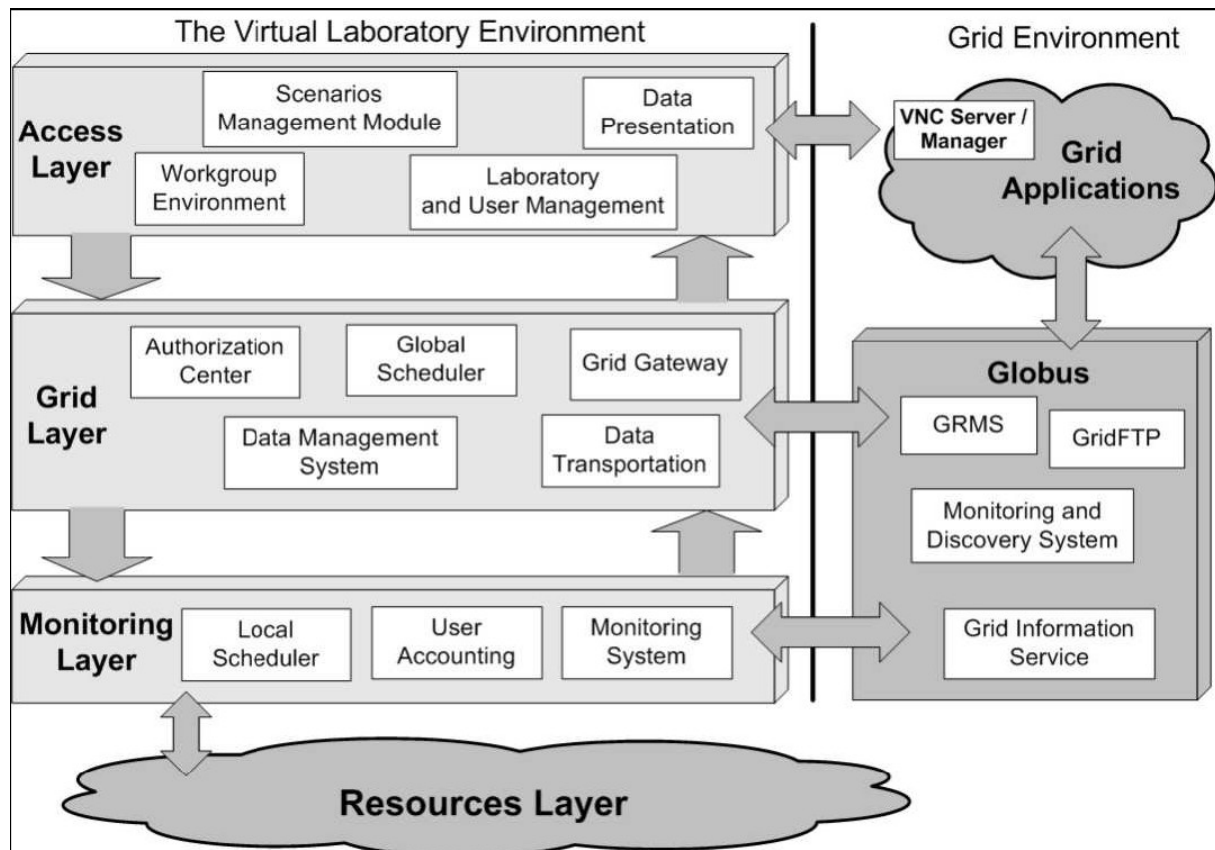 The Virtual Laboratory Environment
Grid Environment
Access
Layer
Scenarios
Management Module
Data
Presentation
Workgroup
Environment
Laboratory
and User Management
VNC Server /
Manager
Grid
Applications
Grid
Layer
Authorization
Center
Global
Scheduler
Grid Gateway
Data Management
System
Data
Transportation
Globus
GRMS
GridFTP
Monitoring and
Discovery System
Grid Information
Service
Monitoring
Layer
Local
Scheduler
User
Accounting
Monitoring
System
Resources Layer